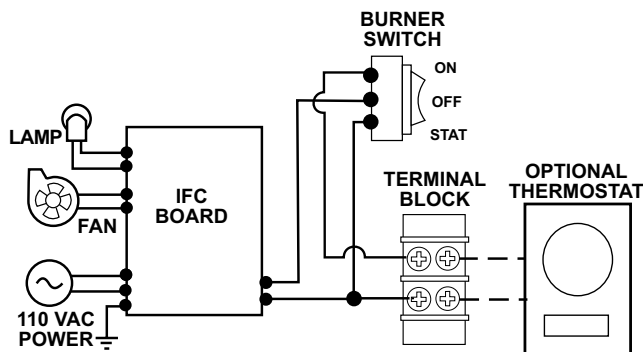 BURNER
SWITCH
ON
OFF
STAT
LAMP
FAN
IFC
BOARD
110 VAC
POWER
TERMINAL
BLOCK
OPTIONAL
THERMOSTAT